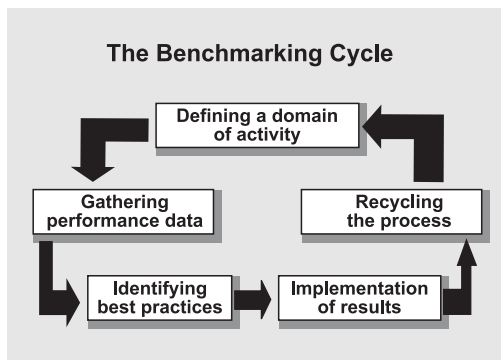 The Benchmarking Cycle
Defining a domain
of activity
Gathering
performance data
Recycling
the process
Identifying
best practices
Implementation
of results